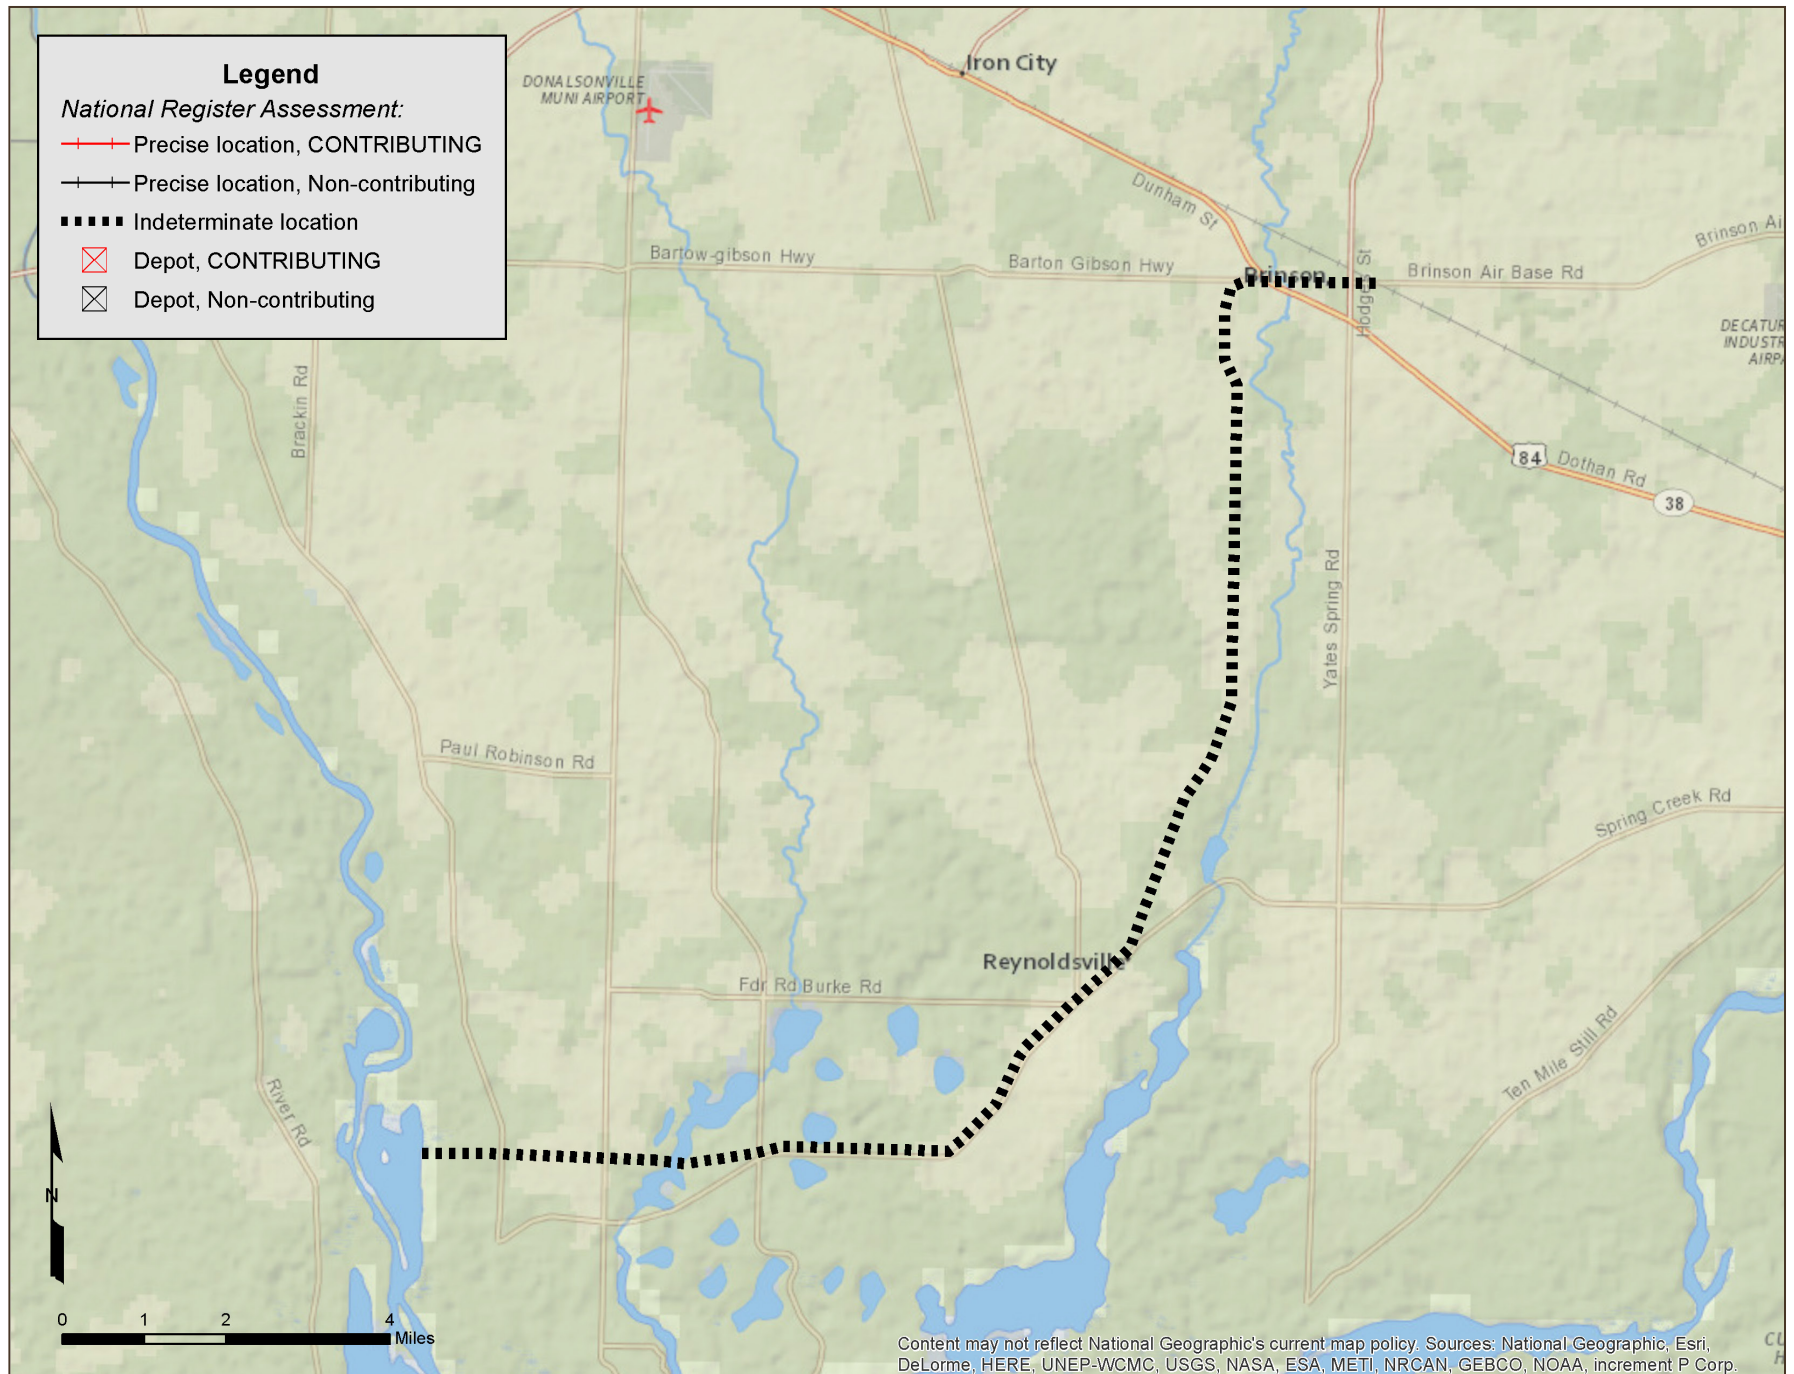 Legend
National Register Assessment:
Precise location, CONTRIBUTING
Precise location, Non-contributing
Indeterminate location
Depot, CONTRIBUTING
Depot, Non-contributing
DONALSONVILLE
MUNI AIRPORT
Iron City
Dunham St
Bartow-gibson Hwy
Barton Gibson Hwy
Brinson
Hodges St
Brinson Air Base Rd
Brinson Ai
DECATUR
INDUSTR
AIRPA
Brackin Rd
84
Dothan Rd
38
Yates Spring Rd
Paul Robinson Rd
Spring Creek Rd
Reynoldsville
Fdr Rd Burke Rd
Ten Mile Still Rd
River Rd
N
0 1 2 4
Miles
Content may not reflect National Geographic's current map policy. Sources: National Geographic, Esri,
DeLorme, HERE, UNEP-WCMC, USGS, NASA, ESA, METI, NRCAN, GEBCO, NOAA, increment P Corp.
CU
H